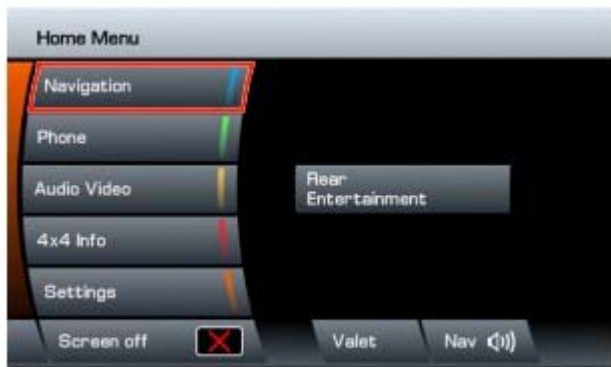 Home Menu
Navigation
Phone
Audio Video
4x4 Info
Settings
Rear
Entertainment
Screen off
Valet
Nav